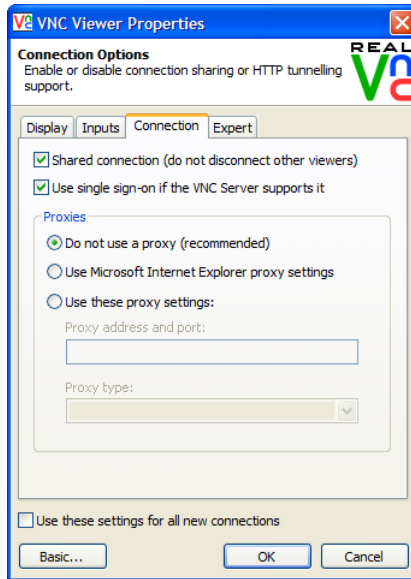 VNC Viewer Properties
Connection Options
Enable or disable connection sharing or HTTP tunnelling
support.
REAL
VNC
Display Inputs Connection Expert
Shared connection (do not disconnect other viewers)
Use single sign-on if the VNC Server supports it
Proxies
Do not use a proxy (recommended)
Use Microsoft Internet Explorer proxy settings
Use these proxy settings:
Proxy address and port:
Proxy type:
Use these settings for all new connections
Basic... OK Cancel